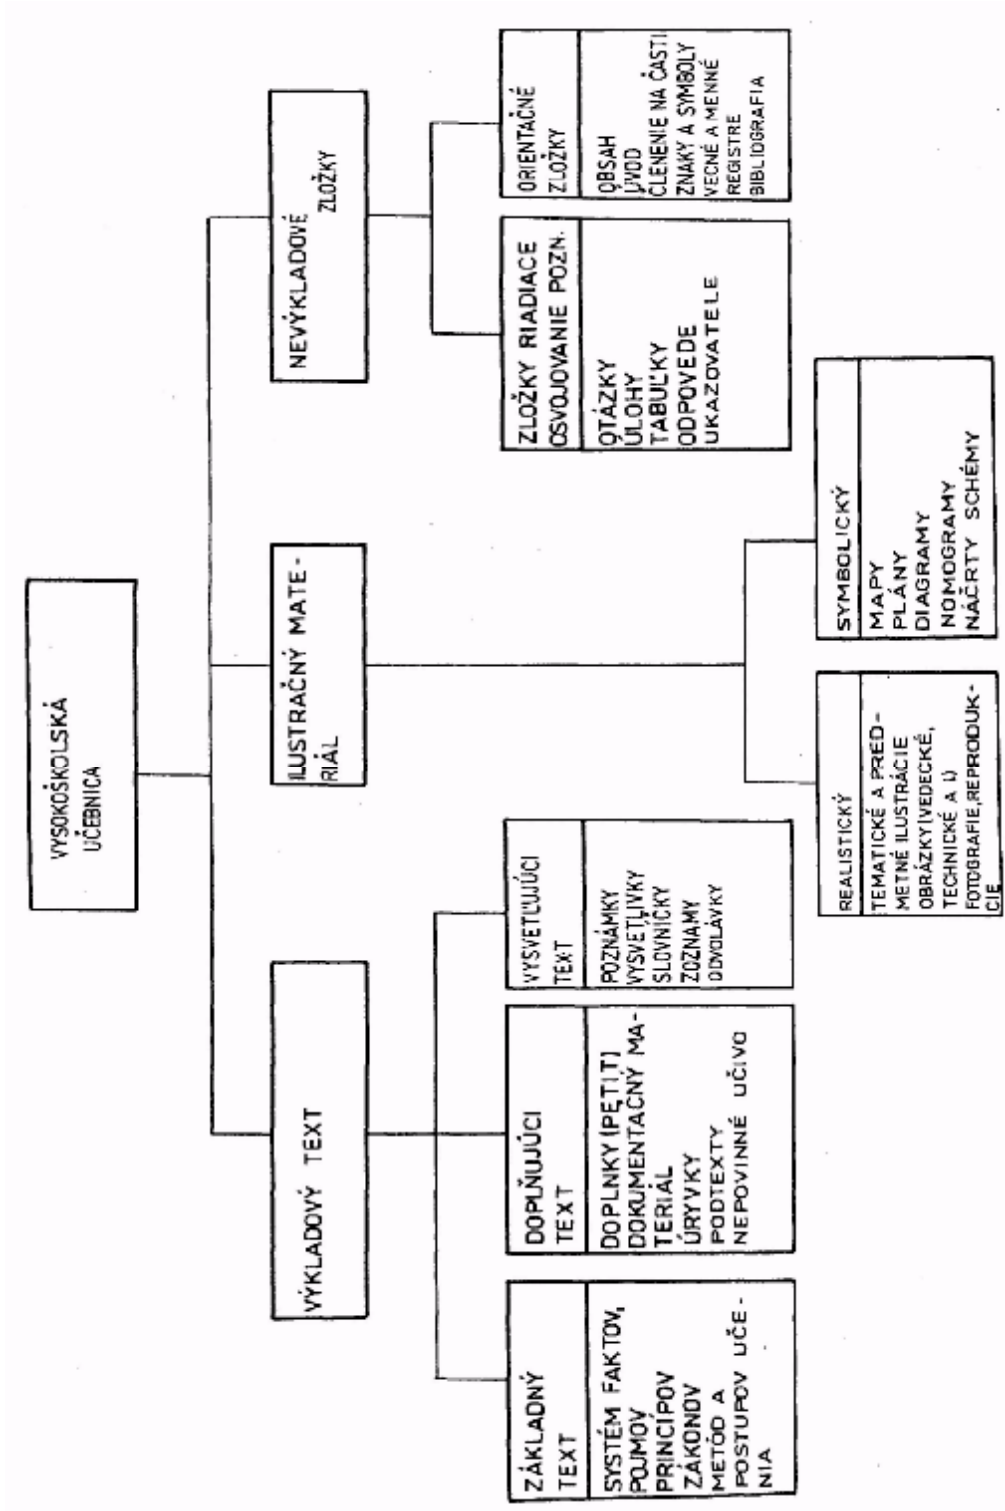 VYSOKOŠKOLSKÁ
UČEBNICA
VÝKLADOVÝ TEXT
ILUSTRAČNÝ MATE-
RIÁL
NEVÝKLADOVÉ
ZLOŽKY
ZÁKLADNÝ
TEXT
SYSTÉM FAKTOV,
POJMOV
PRINCÍPOV
ZÁKONOV
METÓD A
POSTUPOV UČE-
NIA
DOPLŇUJÚCI
TEXT
DOPLNKY (PETIT)
DOKUMENTAČNÝ MA-
TERIÁL
ÚRYVKY
PODTEXTY
NEPOVINNÉ UČIVO
VYSVETĽUJÚCI
TEXT
POZNÁMKY
VYSVETLIVKY
SLOVNÍČKY
ZOZNAMY
ODVOLÁVKY
REALISTICKÝ
TEMATICKÉ A PRED-
METNÉ ILUSTRÁCIE
OBRÁZKY (VEDECKÉ,
TECHNICKÉ A I.)
FOTOGRAFIE, REPRODUK-
CIE
SYMBOLICKÝ
MAPY
PLÁNY
DIAGRAMY
NOMOGRAMY
NÁČRTY SCHÉMY
ZLOŽKY RIADIACE
OSVOJOVANIE POZN.
OTÁZKY
ÚLOHY
TABUĽKY
ODPOVEDE
UKAZOVATELE
ORIENTAČNÉ
ZLOŽKY
OBSAH
ÚVOD
ČLENENIE NA ČASTI
ZNAKY A SYMBOLY
VECNÉ A MENNÉ
REGISTRE
BIBLIOGRAFIA